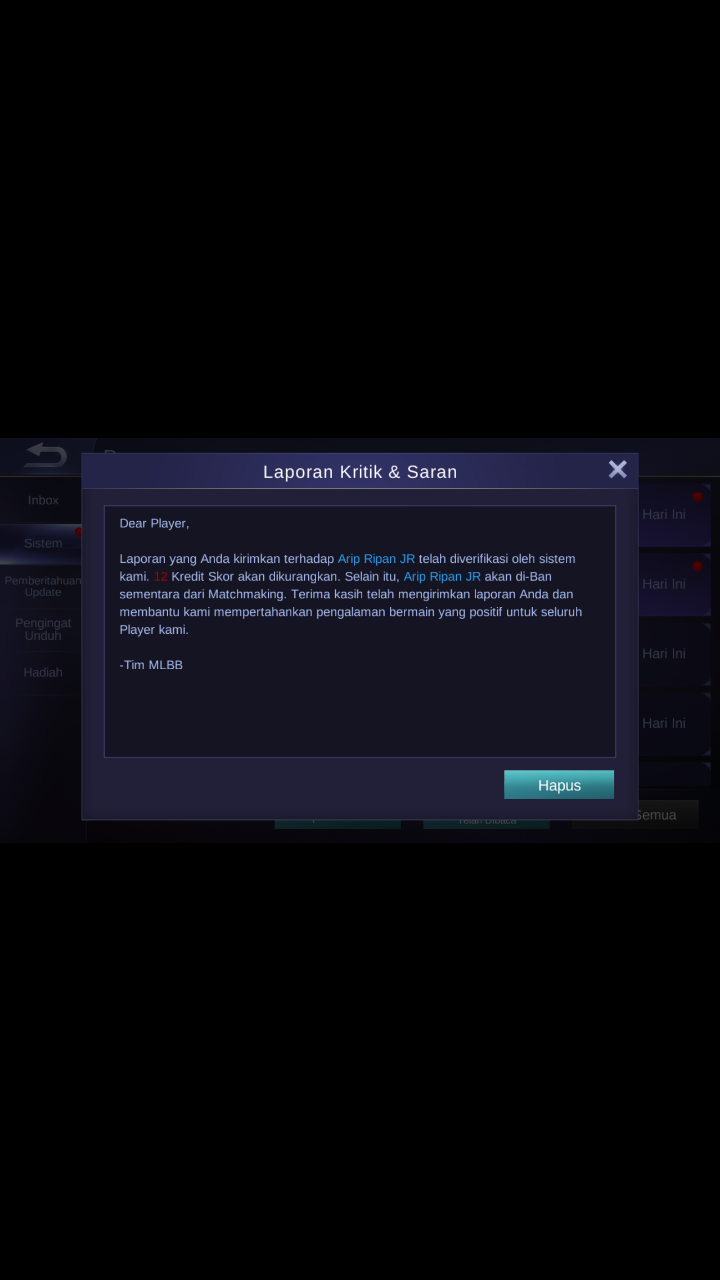 Laporan Kritik & Saran
Inbox
Sistem
Pemberitahuan
Update
Pengingat
Unduh
Hadiah
Dear Player,
Laporan yang Anda kirimkan terhadap Arip Ripan JR telah diverifikasi oleh sistem
kami. 12 Kredit Skor akan dikurangkan. Selain itu, Arip Ripan JR akan di-Ban
sementara dari Matchmaking. Terima kasih telah mengirimkan laporan Anda dan
membantu kami mempertahankan pengalaman bermain yang positif untuk seluruh
Player kami.
-Tim MLBB
Hapus
Hari Ini
Hari Ini
Hari Ini
Hari Ini
Telah Dibaca
Semua